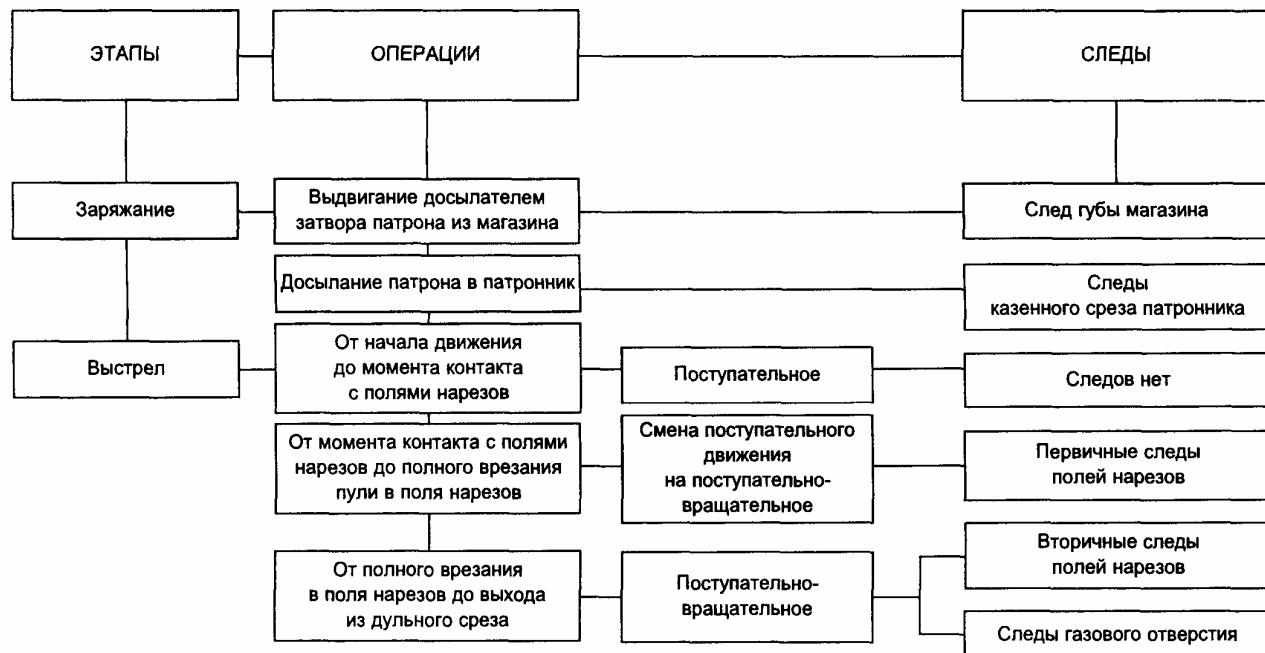 ЭТАПЫ
ОПЕРАЦИИ
СЛЕДЫ
Заряжание
Выдвигание досылателем
затвора патрона из магазина
След губы магазина
Досылание патрона в патронник
Следы
казенного среза патронника
Выстрел
От начала движения
до момента контакта
с полями нарезов
Поступательное
Следов нет
От момента контакта с полями
нарезов до полного врезания
пули в поля нарезов
Смена поступательного
движения
на поступательно-
вращательное
Первичные следы
полей нарезов
От полного врезания
в поля нарезов до выхода
из дульного среза
Поступательно-
вращательное
Вторичные следы
полей нарезов
Следы газового отверстия